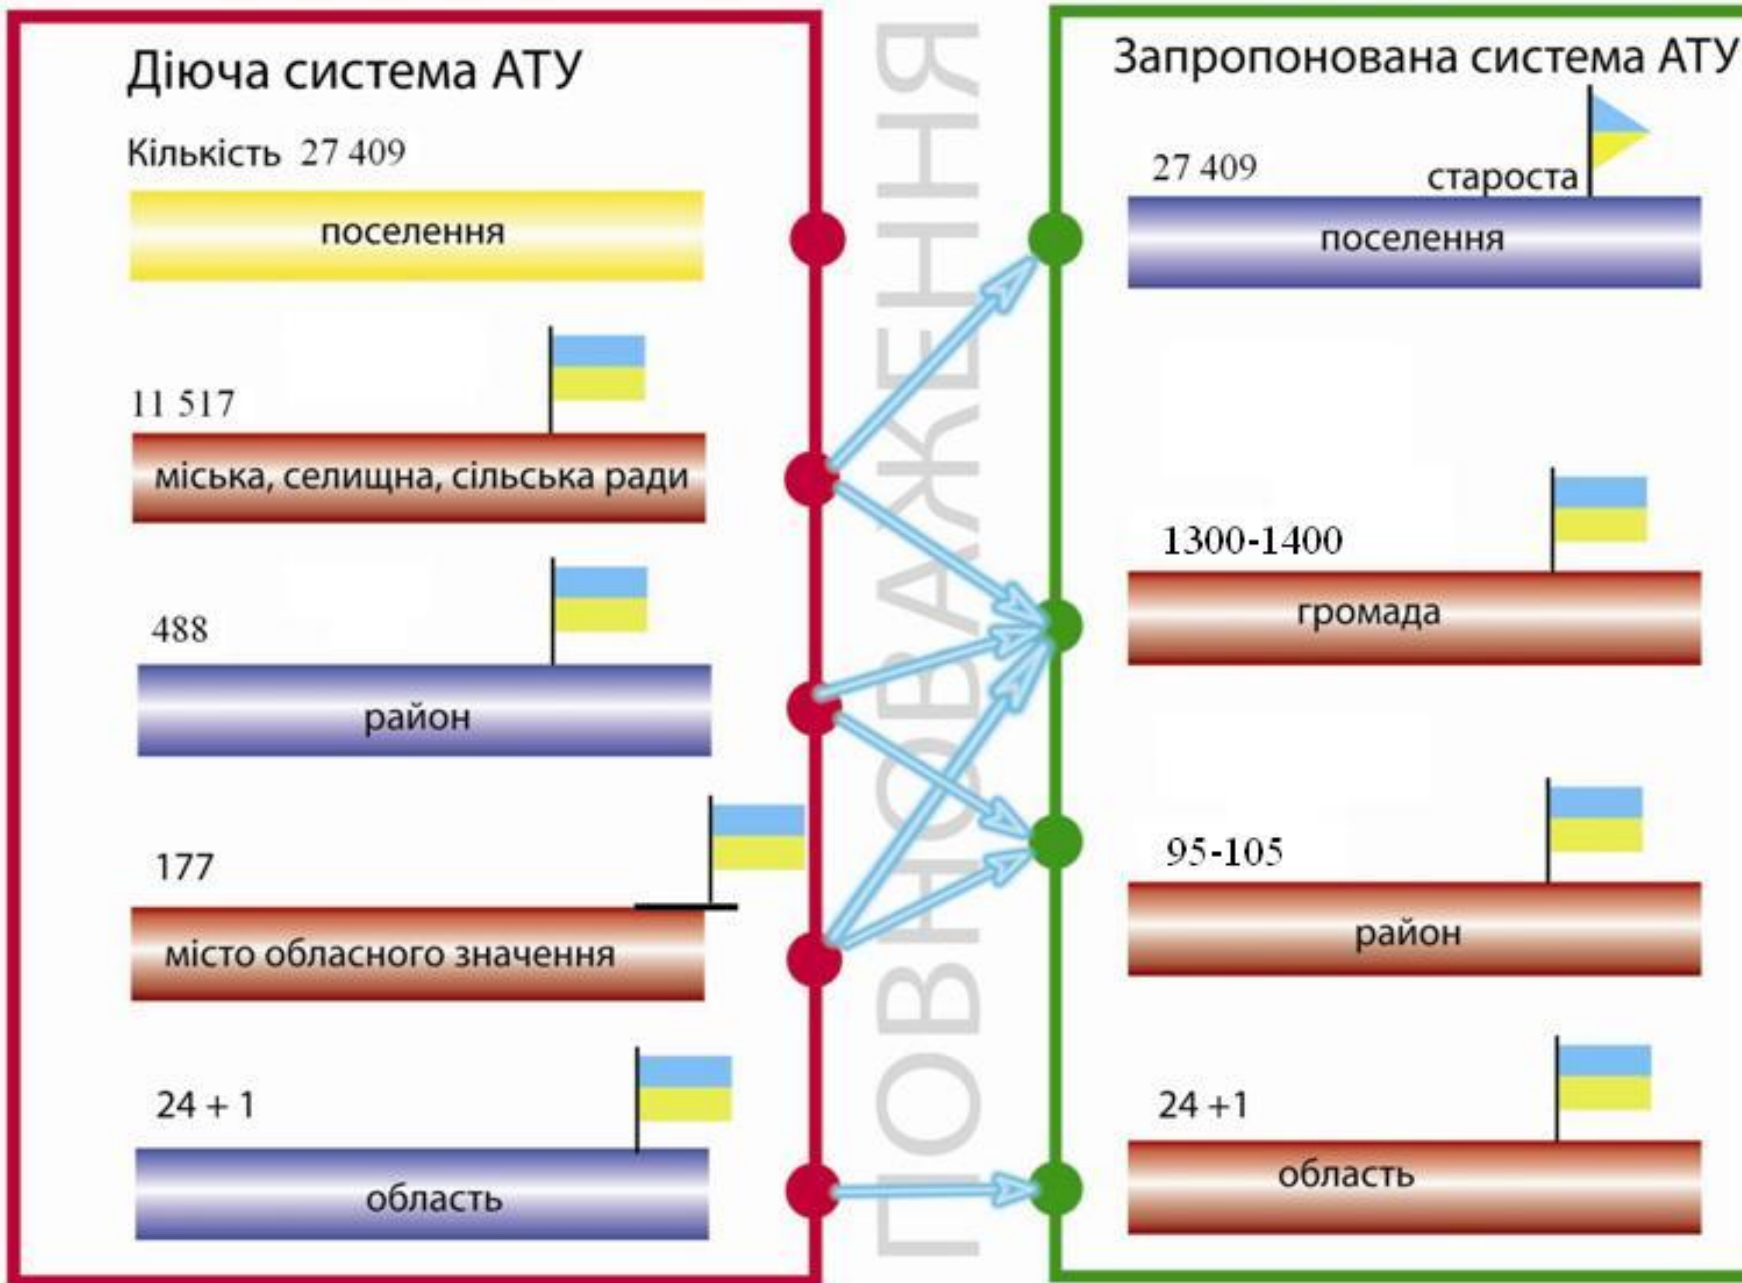 Діюча система АТУ
Кількість 27 409
поселення
11 517
міська, селищна, сільська ради
488
район
177
місто обласного значення
24 + 1
область
ПОВНОВАЖЕННЯ
Запропонована система АТУ
27 409
староста
поселення
1300-1400
громада
95-105
район
24 +1
область